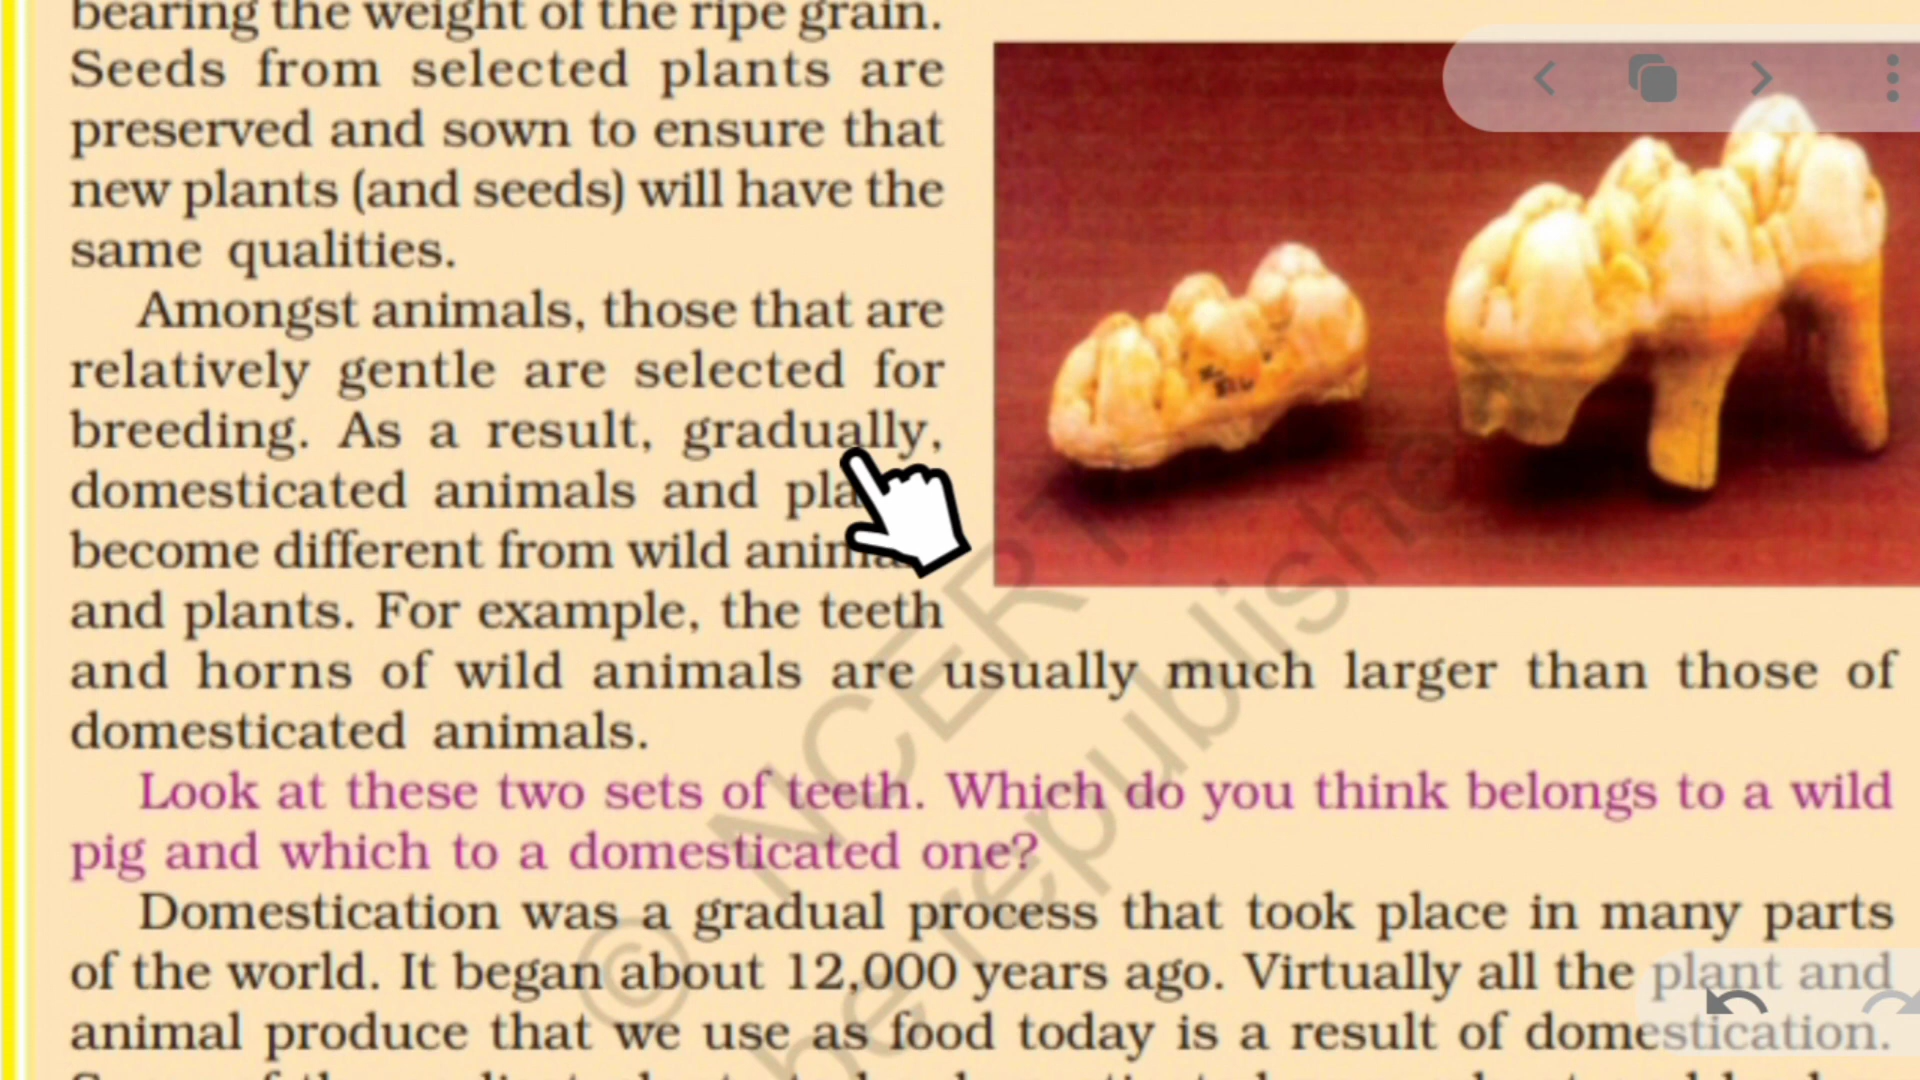 bearing the weight of the ripe grain.
Seeds from selected plants are
preserved and sown to ensure that
new plants (and seeds) will have the
same qualities.
Amongst animals, those that are
relatively gentle are selected for
breeding. As a result, gradually,
domesticated animals and
become different from wild
and plants. For example, the teeth
and horns of wild animals are usually much larger than those of
domesticated animals.
Look at these two sets of teeth. Which do you think belongs to a wild
pig and which to a domesticated one?
Domestication was a gradual process that took place in many parts
of the world. It began about 12,000 years ago. Virtually all the plant and
animal produce that we use as food today is a result of domestication.
© NCERT
be republished